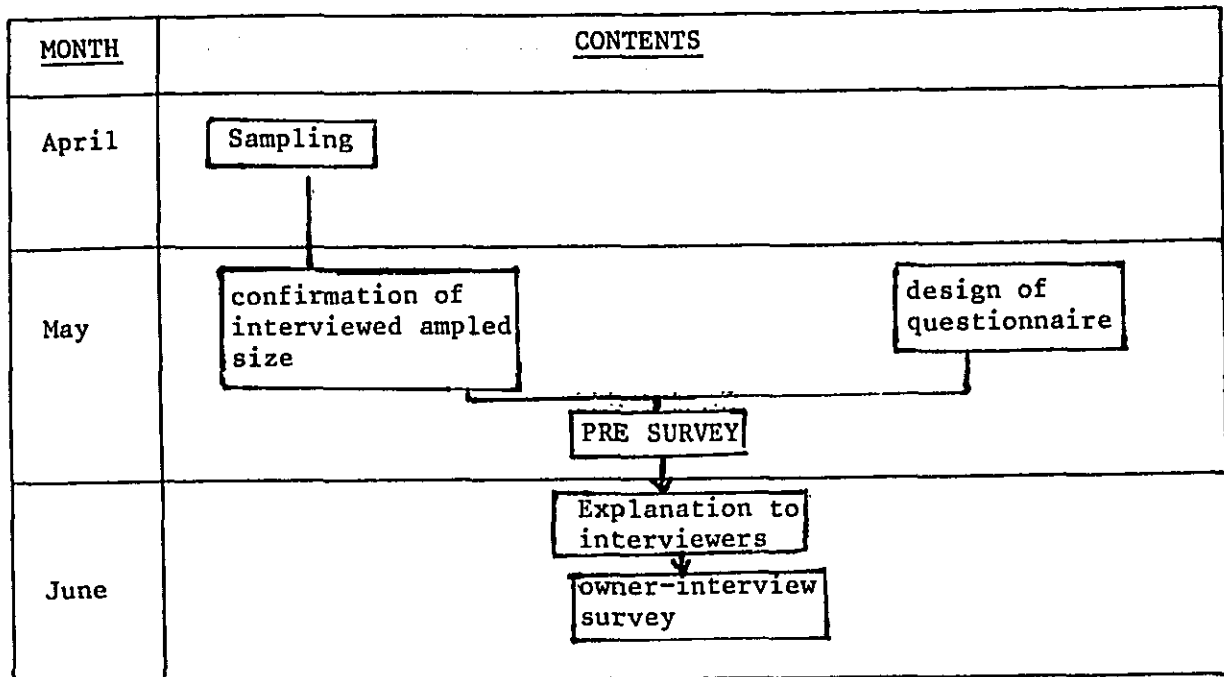 MONTH
CONTENTS
April
Sampling
May
confirmation of
interviewed ampled
size
design of
questionnaire
PRE SURVEY
June
Explanation to
interviewers
owner-interview
survey